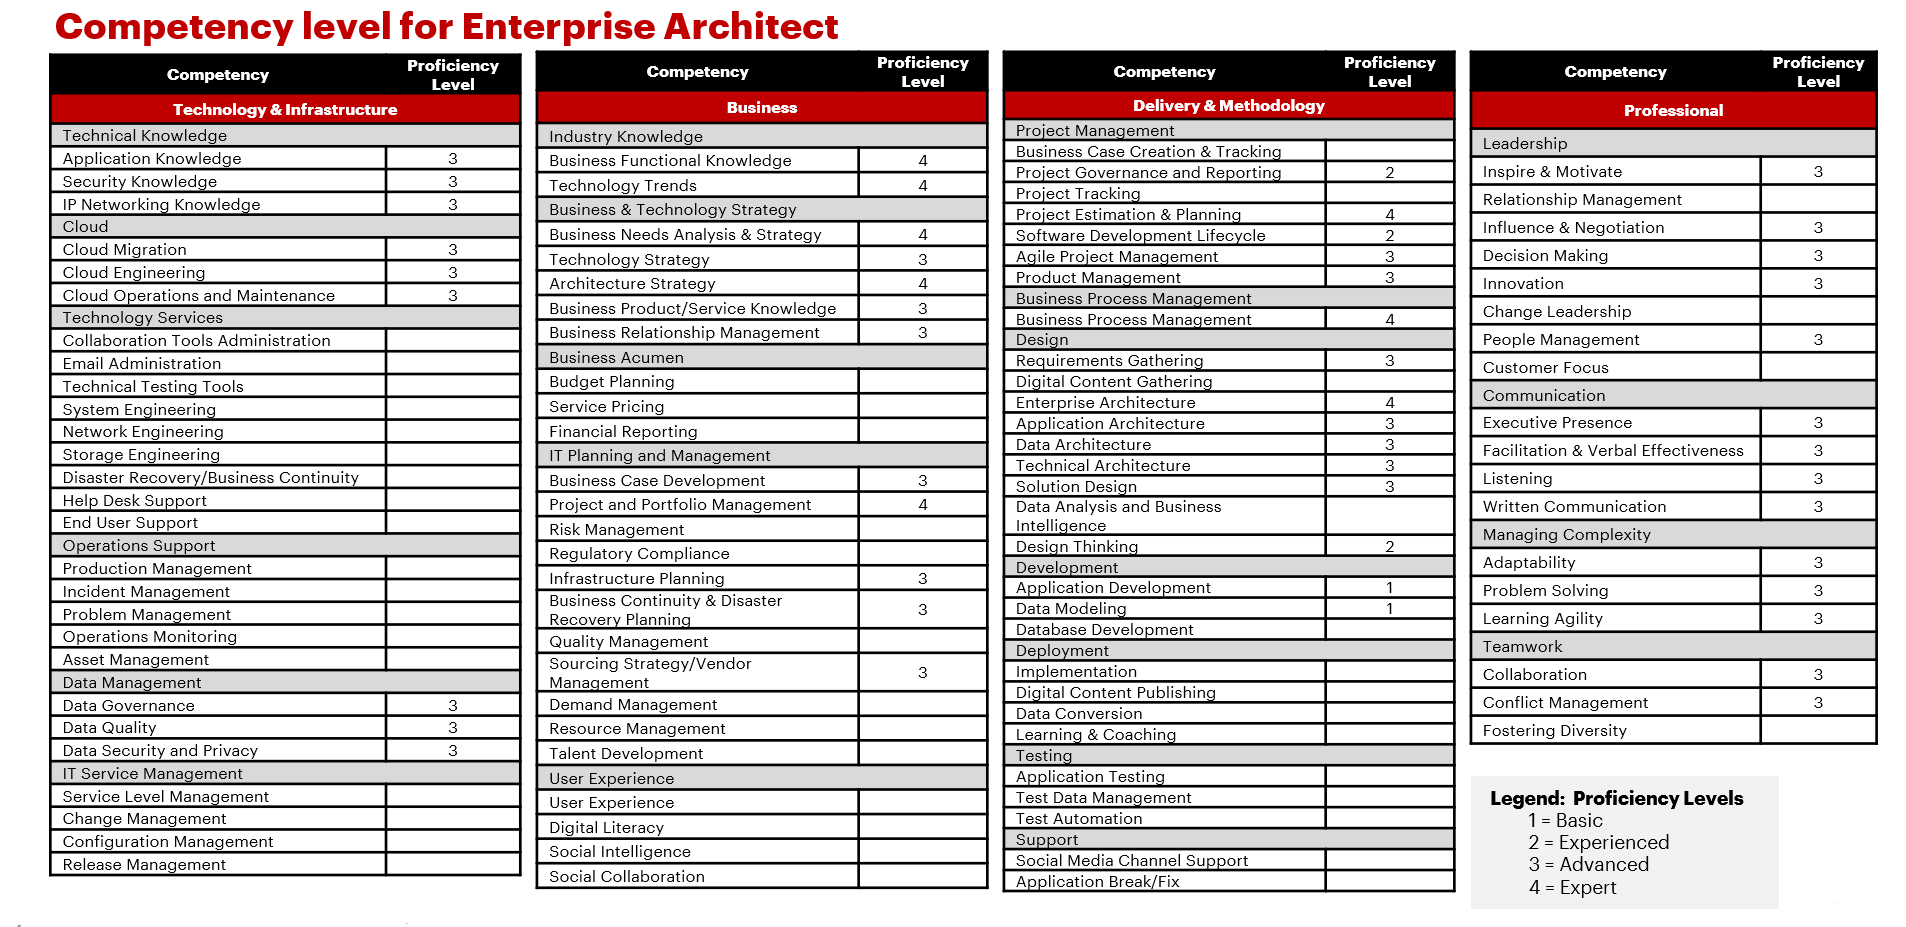 Competency level for Enterprise Architect
Competency Proficiency Level
Technology & Infrastructure
Technical Knowledge
Application Knowledge 3
Security Knowledge 3
IP Networking Knowledge 3
Cloud
Cloud Migration 3
Cloud Engineering 3
Cloud Operations and Maintenance 3
Technology Services
Collaboration Tools Administration
Email Administration
Technical Testing Tools
System Engineering
Network Engineering
Storage Engineering
Disaster Recovery/Business Continuity
Help Desk Support
End User Support
Operations Support
Production Management
Incident Management
Problem Management
Operations Monitoring
Asset Management
Data Management
Data Governance 3
Data Quality 3
Data Security and Privacy 3
IT Service Management
Service Level Management
Change Management
Configuration Management
Release Management
Competency Proficiency Level
Business
Industry Knowledge
Business Functional Knowledge 4
Technology Trends 4
Business & Technology Strategy
Business Needs Analysis & Strategy 4
Technology Strategy 3
Architecture Strategy 4
Business Product/Service Knowledge 3
Business Relationship Management 3
Business Acumen
Budget Planning
Service Pricing
Financial Reporting
IT Planning and Management
Business Case Development 3
Project and Portfolio Management 4
Risk Management
Regulatory Compliance
Infrastructure Planning 3
Business Continuity & Disaster
Recovery Planning 3
Quality Management
Sourcing Strategy/Vendor
Management 3
Demand Management
Resource Management
Talent Development
User Experience
User Experience
Digital Literacy
Social Intelligence
Social Collaboration
Competency Proficiency Level
Delivery & Methodology
Project Management
Business Case Creation & Tracking
Project Governance and Reporting 2
Project Tracking
Project Estimation & Planning 4
Software Development Lifecycle 2
Agile Project Management 3
Product Management 3
Business Process Management
Business Process Management 4
Design
Requirements Gathering 3
Digital Content Gathering
Enterprise Architecture 4
Application Architecture 3
Data Architecture 3
Technical Architecture 3
Solution Design 3
Data Analysis and Business
Intelligence
Design Thinking 2
Development
Application Development 1
Data Modeling 1
Database Development
Deployment
Implementation
Digital Content Publishing
Data Conversion
Learning & Coaching
Testing
Application Testing
Test Data Management
Test Automation
Support
Social Media Channel Support
Application Break/Fix
Competency Proficiency Level
Professional
Leadership
Inspire & Motivate 3
Relationship Management
Influence & Negotiation 3
Decision Making 3
Innovation 3
Change Leadership
People Management 3
Customer Focus
Communication
Executive Presence 3
Facilitation & Verbal Effectiveness 3
Listening 3
Written Communication 3
Managing Complexity
Adaptability 3
Problem Solving 3
Learning Agility 3
Teamwork
Collaboration 3
Conflict Management 3
Fostering Diversity
Legend: Proficiency Levels
1 = Basic
2 = Experienced
3 = Advanced
4 = Expert